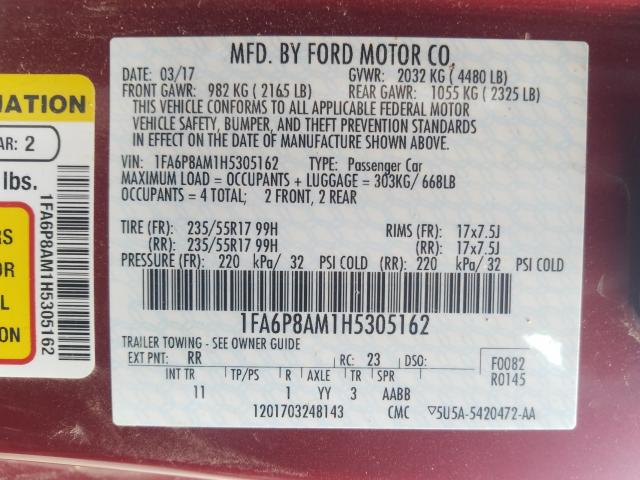 MFD. BY FORD MOTOR CO.
DATE: 03/17 GVWR: 2032 KG ( 4480 LB)
FRONT GAWR: 982 KG ( 2165 LB) REAR GAWR: 1055 KG ( 2325 LB)
THIS VEHICLE CONFORMS TO ALL APPLICABLE FEDERAL MOTOR
VEHICLE SAFETY, BUMPER, AND THEFT PREVENTION STANDARDS
IN EFFECT ON THE DATE OF MANUFACTURE SHOWN ABOVE.
VIN: 1FA6P8AM1H5305162 TYPE: Passenger Car
MAXIMUM LOAD = OCCUPANTS + LUGGAGE = 303KG/ 668LB
OCCUPANTS = 4 TOTAL; 2 FRONT, 2 REAR
TIRE (FR): 235/55R17 99H RIMS (FR): 17x7.5J
(RR): 235/55R17 99H (RR): 17x7.5J
PRESSURE (FR): 220 kPa/ 32 PSI COLD (RR): 220 kPa/ 32 PSI COLD
1FA6P8AM1H5305162
TRAILER TOWING - SEE OWNER GUIDE
EXT PNT: RR RC: 23 DSO:
F0082
R0145
INT TR TP/PS R AXLE TR SPR
11 1 YY 3 AABB
1201703248143 CMC ▽5U5A-5420472-AA
MATION
AR: 2
lbs.
RS
OR
L
ION
1FA6P8AM1H5305162